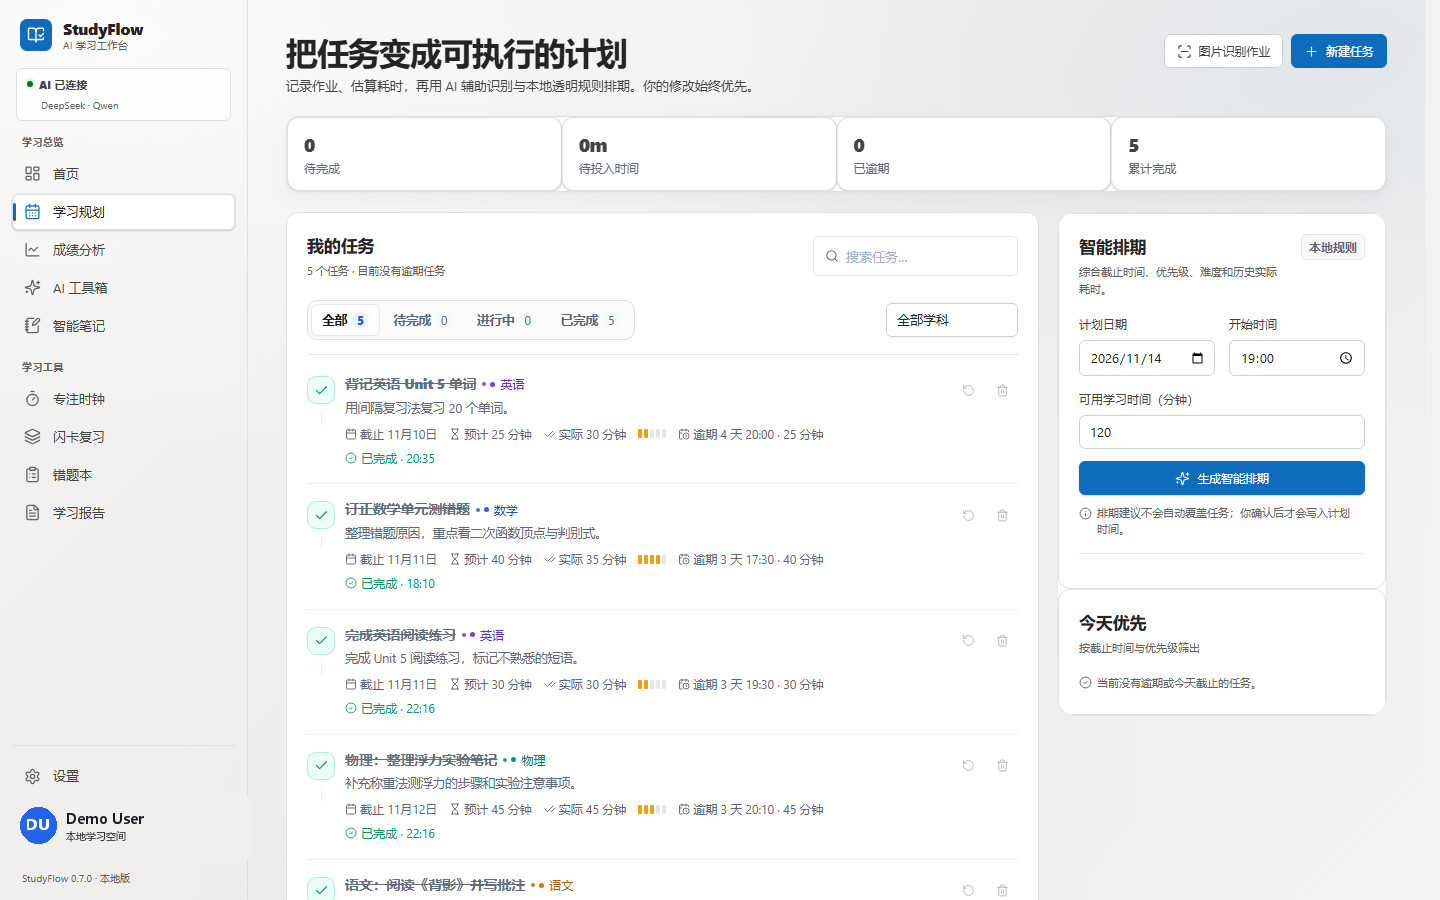 StudyFlow
AI 学习工作台
AI 已连接
DeepSeek · Qwen
学习总览
首页
学习规划
成绩分析
AI 工具箱
智能笔记
学习工具
专注时钟
闪卡复习
错题本
学习报告
设置
DU
Demo User
本地学习空间
StudyFlow 0.7.0 · 本地版
把任务变成可执行的计划
记录作业、估算耗时，再用 AI 辅助识别与本地透明规则排期。你的修改始终优先。
图片识别作业
新建任务
0
待完成
0m
待投入时间
0
已逾期
5
累计完成
我的任务
5 个任务 · 目前没有逾期任务
搜索任务...
全部 5 待完成 0 进行中 0 已完成 5
全部学科
背记英语 Unit 5 单词 •• 英语
用间隔复习法复习 20 个单词。
截止 11月10日 预计 25 分钟 实际 30 分钟 逾期 4 天 20:00 · 25 分钟
已完成 · 20:35
订正数学单元测错题 •• 数学
整理错题原因，重点看二次函数顶点与判别式。
截止 11月11日 预计 40 分钟 实际 35 分钟 逾期 3 天 17:30 · 40 分钟
已完成 · 18:10
完成英语阅读练习 •• 英语
完成 Unit 5 阅读练习，标记不熟悉的短语。
截止 11月11日 预计 30 分钟 实际 30 分钟 逾期 3 天 19:30 · 30 分钟
已完成 · 22:16
物理：整理浮力实验笔记 •• 物理
补充称重法测浮力的步骤和实验注意事项。
截止 11月12日 预计 45 分钟 实际 45 分钟 逾期 3 天 20:10 · 45 分钟
已完成 · 22:16
语文：阅读《背影》并写批注 •• 语文
智能排期
本地规则
综合截止时间、优先级、难度和历史实际
耗时。
计划日期 开始时间
2026/11/14 19:00
可用学习时间（分钟）
120
生成智能排期
排期建议不会自动覆盖任务；你确认后才会写入计划
时间。
今天优先
按截止时间与优先级筛出
当前没有逾期或今天截止的任务。